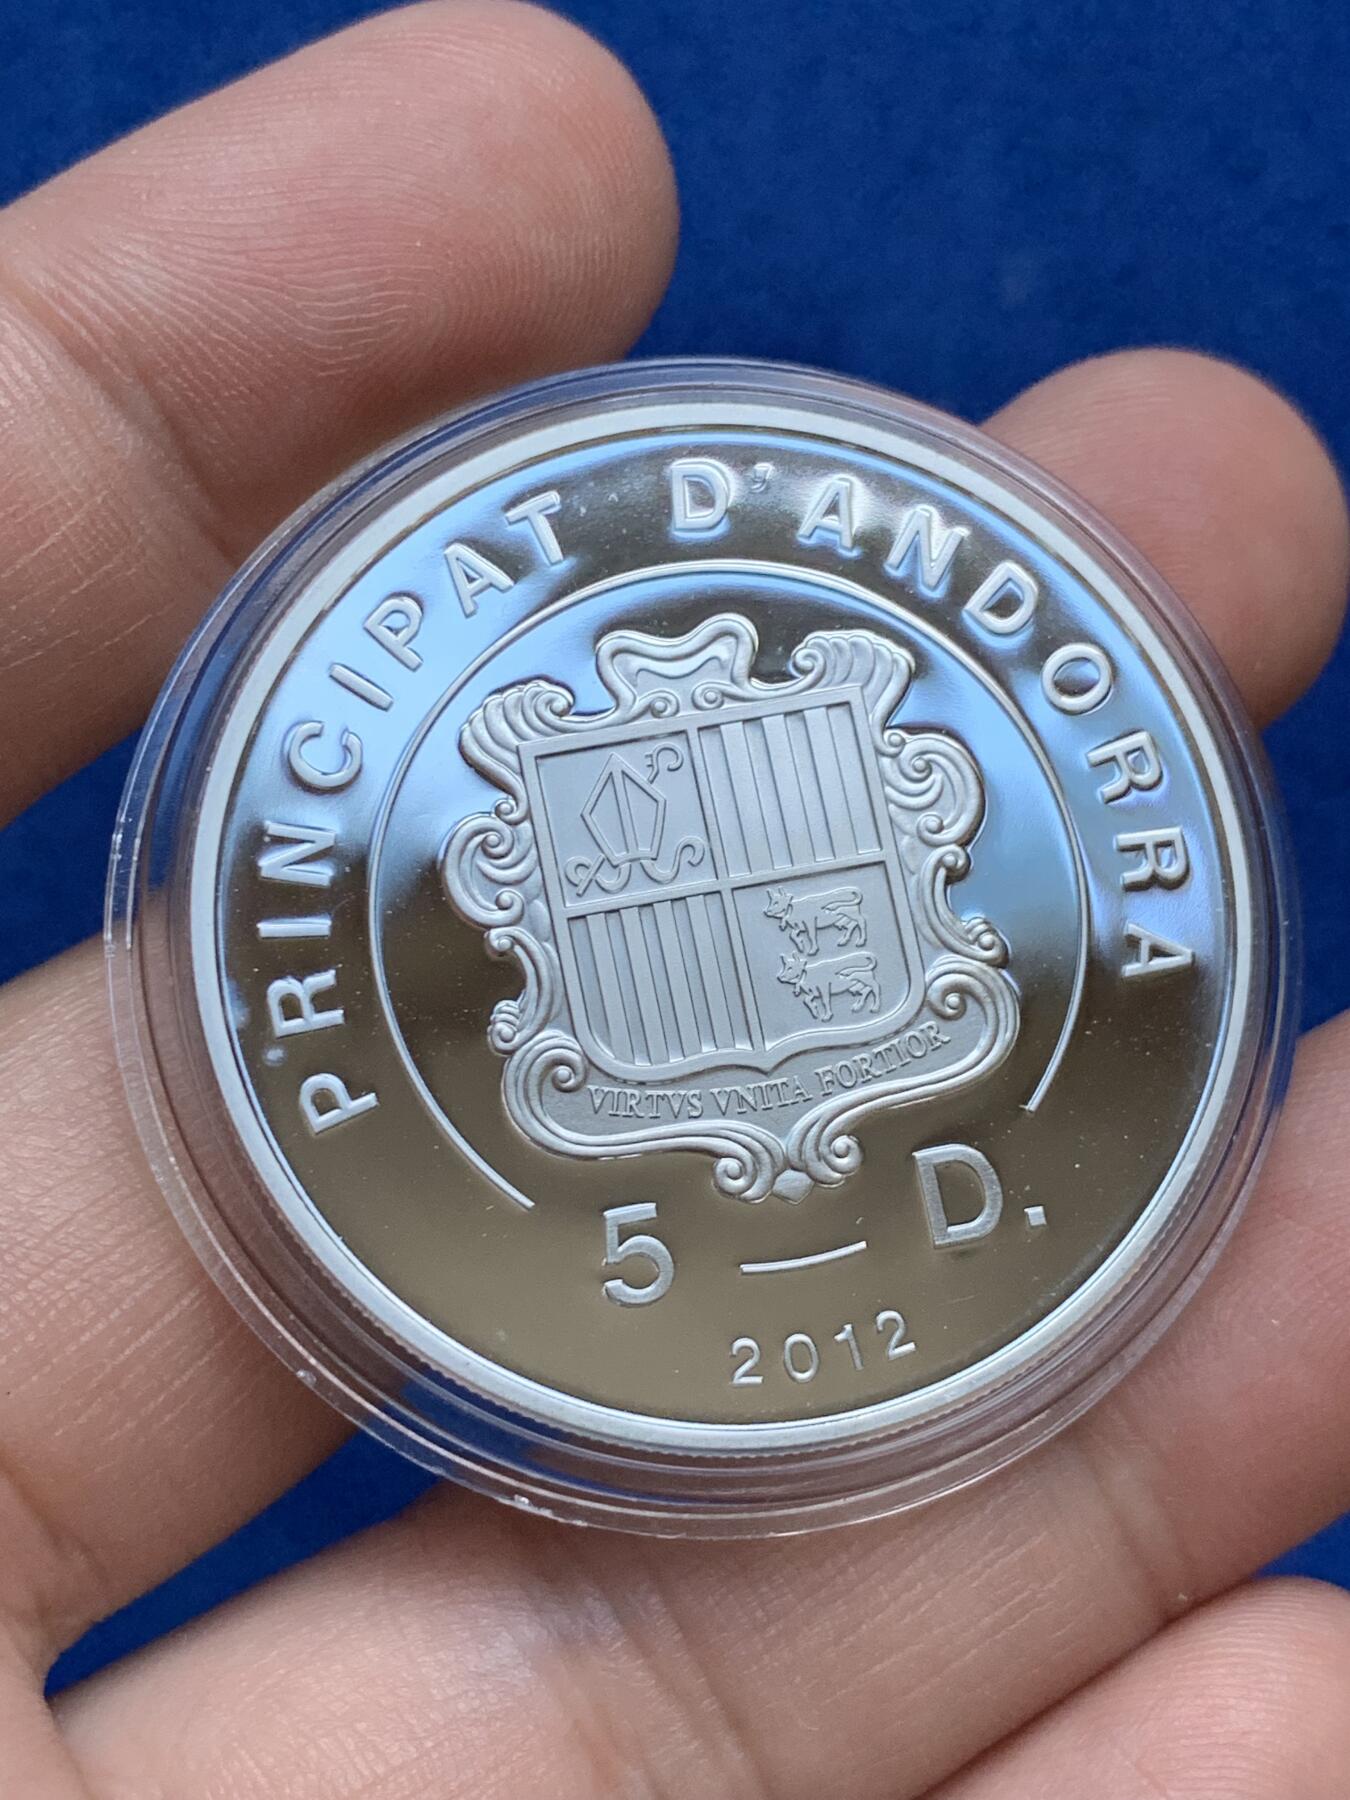 PRINCIPAT D'ANDORRA
VIRTVS VNITA FORTIOR
5 — D.
2012